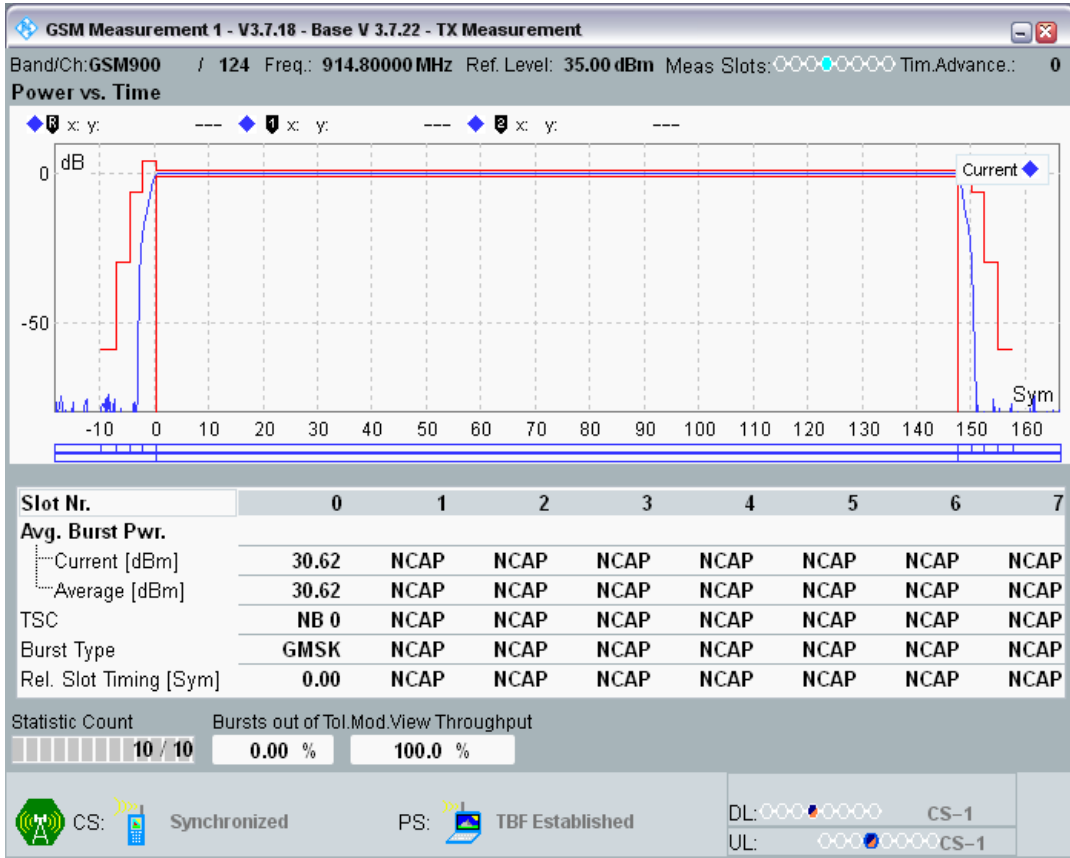 GSM Measurement 1 - V3.7.18 - Base V 3.7.22 - TX Measurement
Band/Ch:GSM900 / 124 Freq.: 914.80000 MHz Ref. Level: 35.00 dBm Meas Slots: Tim.Advance.: 0
Power vs. Time
R x: y: --- 1 x: y: --- 2 x: y: ---
dB
Current
0
-50
Sym
-10 0 10 20 30 40 50 60 70 80 90 100 110 120 130 140 150 160
Slot Nr. 0 1 2 3 4 5 6 7
Avg. Burst Pwr.
Current [dBm] 30.62 NCAP NCAP NCAP NCAP NCAP NCAP NCAP
Average [dBm] 30.62 NCAP NCAP NCAP NCAP NCAP NCAP NCAP
TSC NB 0 NCAP NCAP NCAP NCAP NCAP NCAP NCAP
Burst Type GMSK NCAP NCAP NCAP NCAP NCAP NCAP NCAP
Rel. Slot Timing [Sym] 0.00 NCAP NCAP NCAP NCAP NCAP NCAP NCAP
Statistic Count Bursts out of Tol.Mod.View Throughput
10 / 10 0.00 % 100.0 %
CS: Synchronized PS: TBF Established DL: CS-1
UL: CS-1